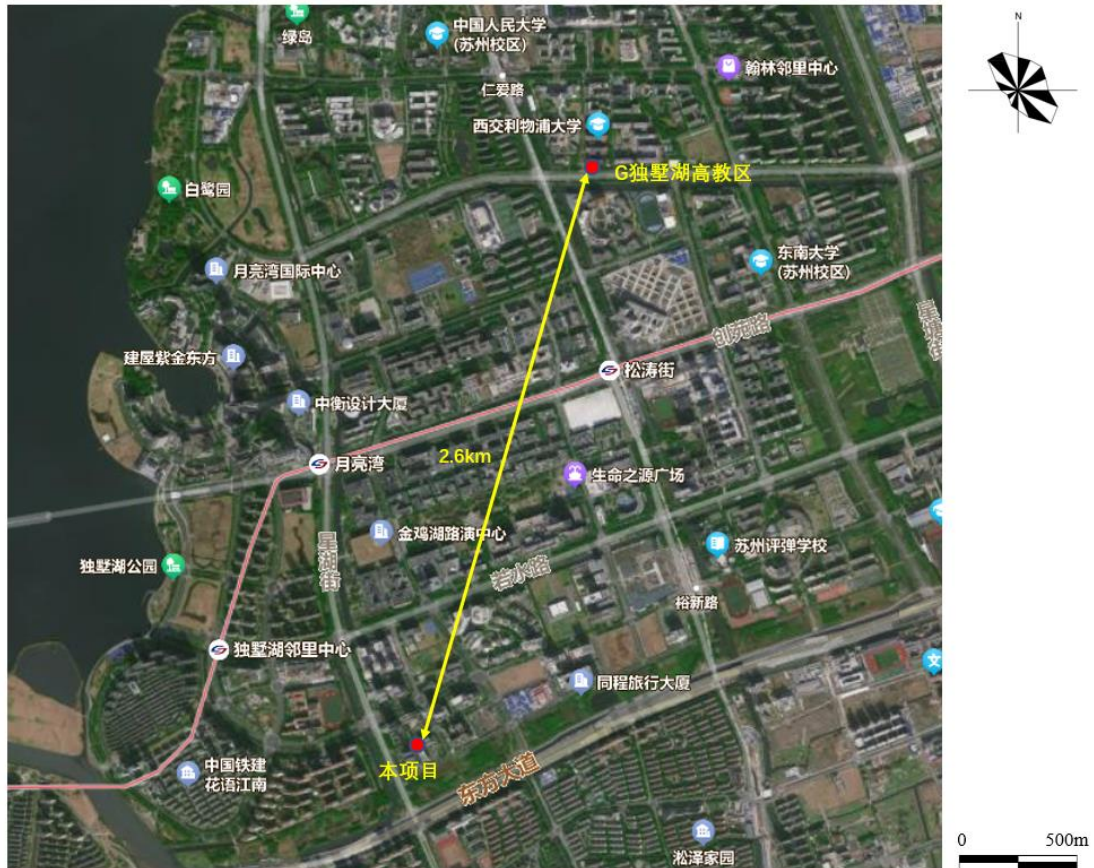 绿岛
中国人民大学
(苏州校区)
仁爱路
翰林邻里中心
西交利物浦大学
G独墅湖高教区
白鹭园
月亮湾国际中心
东南大学
(苏州校区)
创苑路
建屋紫金东方
松涛街
中衡设计大厦
2.6km
月亮湾
生命之源广场
金鸡湖路演中心
星湖街
苏州评弹学校
独墅湖公园
若水路
裕新路
独墅湖邻里中心
同程旅行大厦
文
本项目
中国铁建
花语江南
东方大道
淞泽家园
N
0
500m